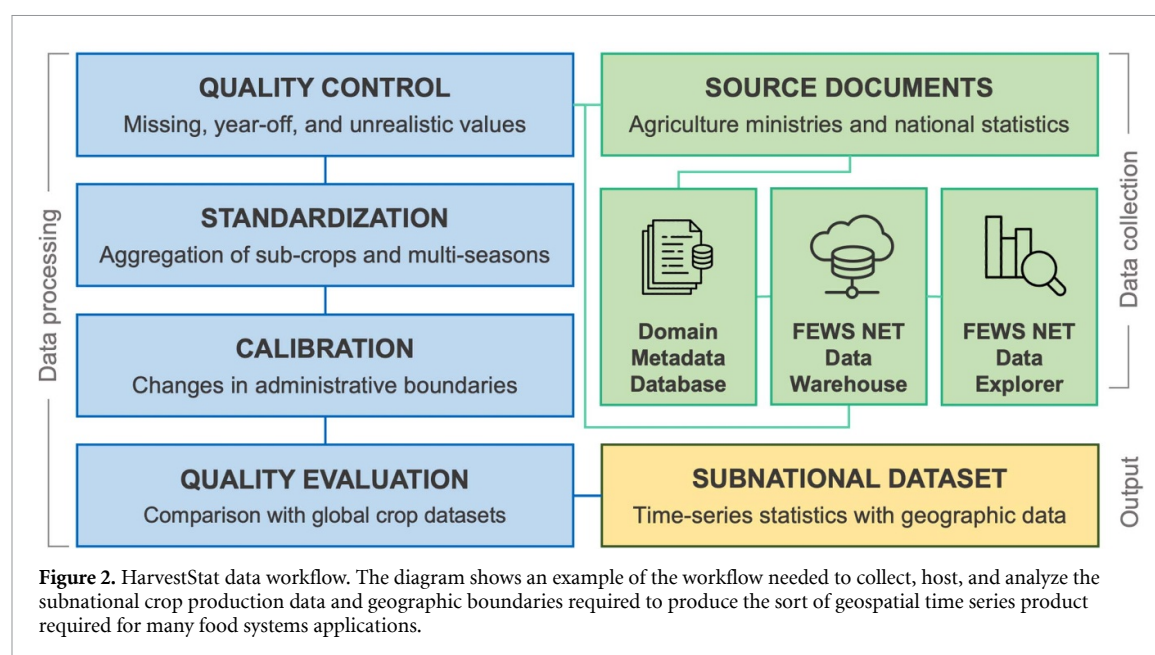 Data processing
QUALITY CONTROL
Missing, year-off, and unrealistic values
STANDARDIZATION
Aggregation of sub-crops and multi-seasons
CALIBRATION
Changes in administrative boundaries
QUALITY EVALUATION
Comparison with global crop datasets
SOURCE DOCUMENTS
Agriculture ministries and national statistics
Domain
Metadata
Database
FEWS NET
Data
Warehouse
FEWS NET
Data
Explorer
Data collection
SUBNATIONAL DATASET
Time-series statistics with geographic data
Output
Figure 2. HarvestStat data workflow. The diagram shows an example of the workflow needed to collect, host, and analyze the
subnational crop production data and geographic boundaries required to produce the sort of geospatial time series product
required for many food systems applications.